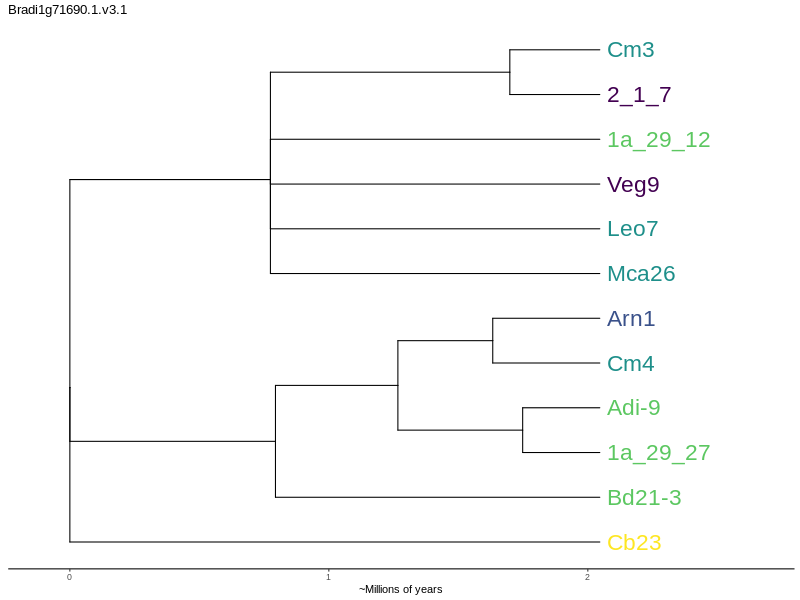 Bradi1g71690.1.v3.1
Cm3
2_1_7
1a_29_12
Veg9
Leo7
Mca26
Arn1
Cm4
Adi-9
1a_29_27
Bd21-3
Cb23
0 1 2
~Millions of years